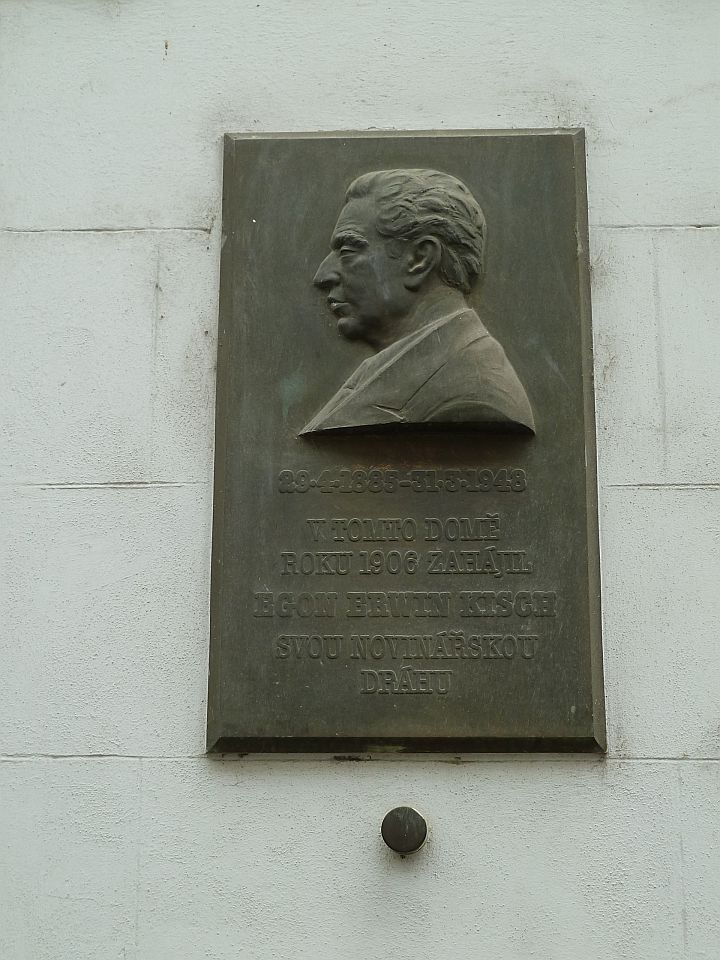 29·4·1885-31·3·1948
V TOMTO DOMĚ
ROKU 1906 ZAHÁJIL
EGON ERWIN KISCH
SVOU NOVINÁŘSKOU
DRÁHU